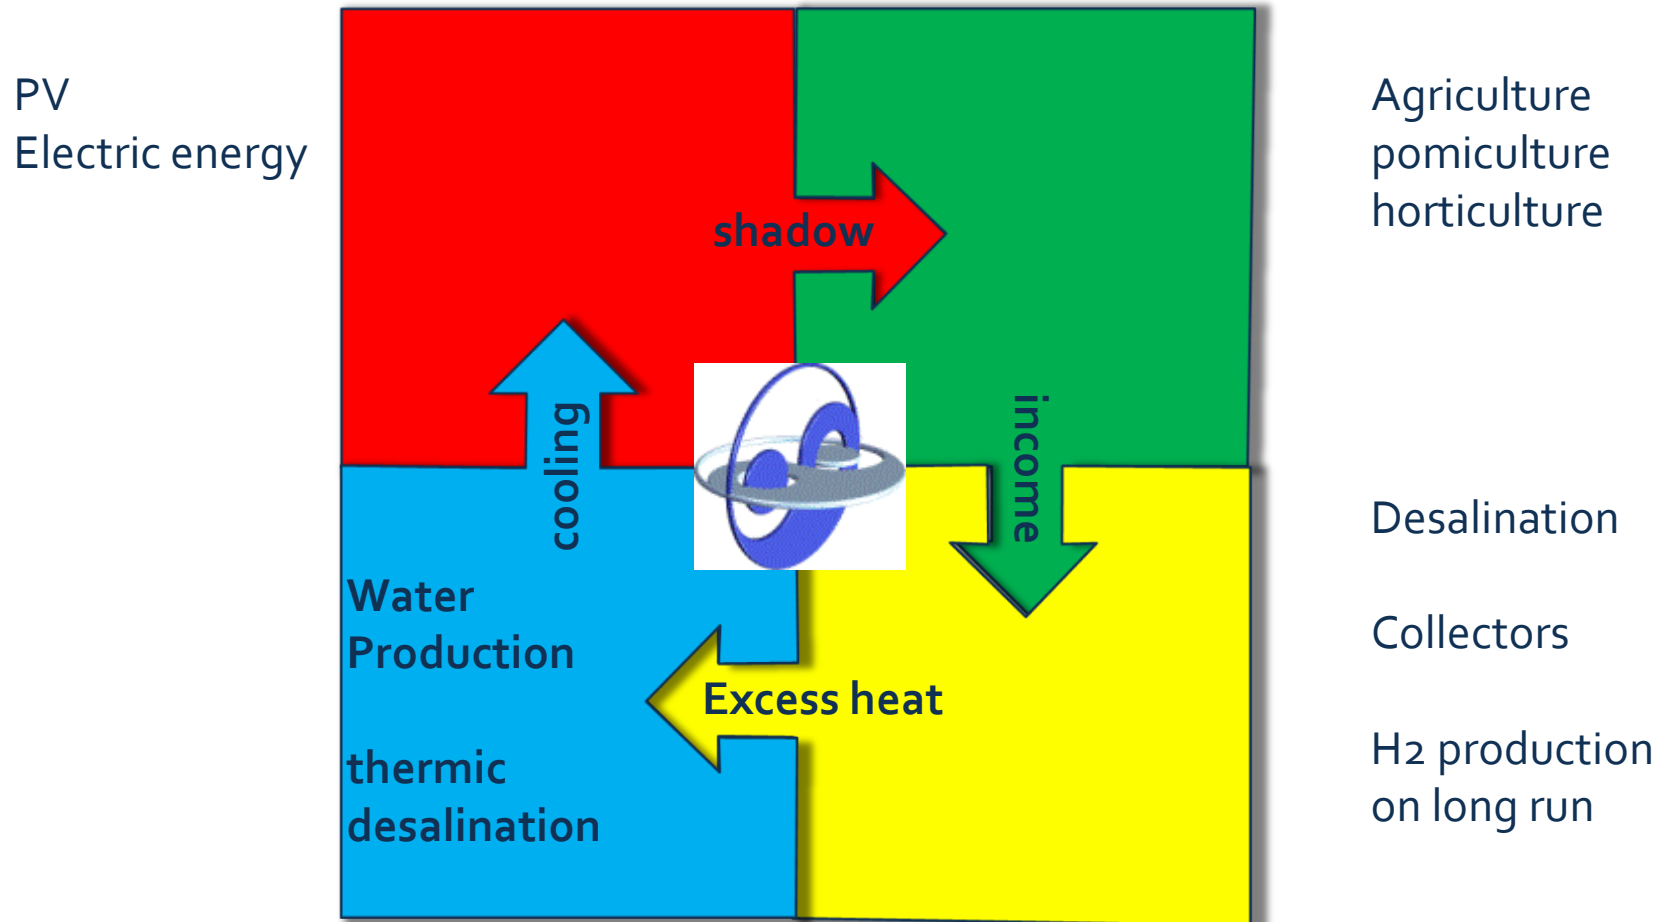 PV
Electric energy
Agriculture
pomiculture
horticulture
shadow
cooling
income
Water
Production
thermic
desalination
Excess heat
Desalination
Collectors
H2 production
on long run